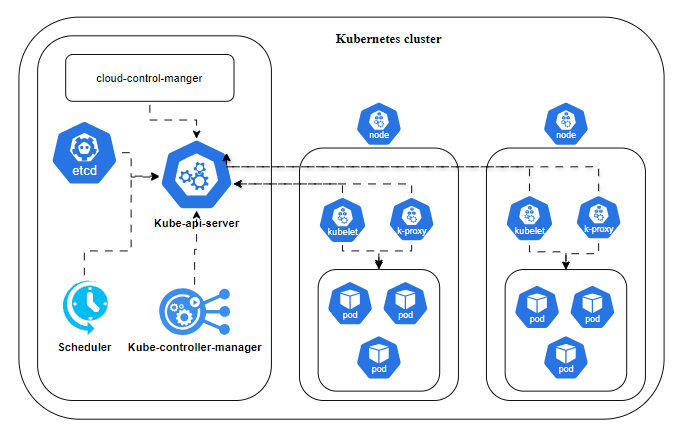 Kubernetes cluster
cloud-control-manger
node
node
etcd
Kube-api-server
kubelet
k-proxy
kubelet
k-proxy
pod
pod
pod
pod
Scheduler
Kube-controller-manager
pod
pod